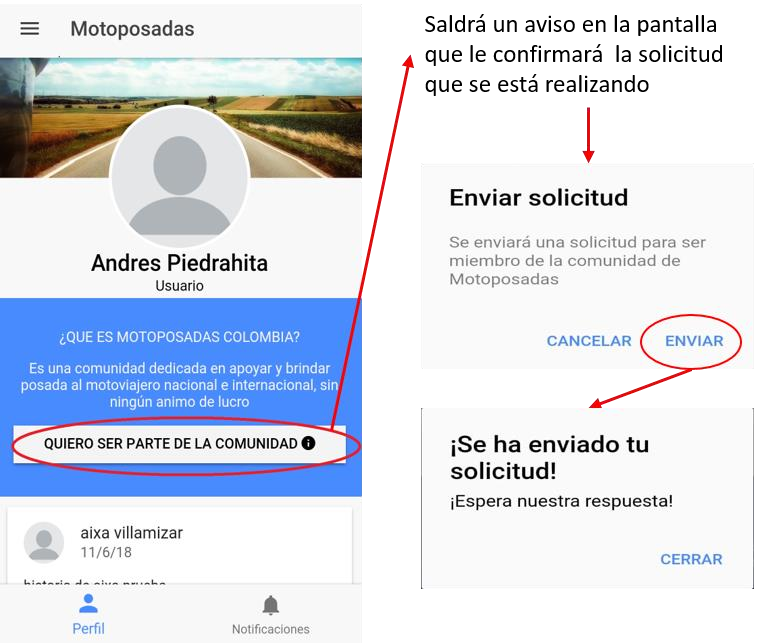 Motoposadas
Andres Piedrahita
Usuario
¿QUE ES MOTOPOSADAS COLOMBIA?
Es una comunidad dedicada en apoyar y brindar
posada al motoviajero nacional e internacional, sin
ningún animo de lucro
QUIERO SER PARTE DE LA COMUNIDAD
aixa villamizar
11/6/18
historia de aixa prueba
Perfil
Notificaciones
Saldrá un aviso en la pantalla
que le confirmará la solicitud
que se está realizando
Enviar solicitud
Se enviará una solicitud para ser
miembro de la comunidad de
Motoposadas
CANCELAR
ENVIAR
¡Se ha enviado tu
solicitud!
¡Espera nuestra respuesta!
CERRAR